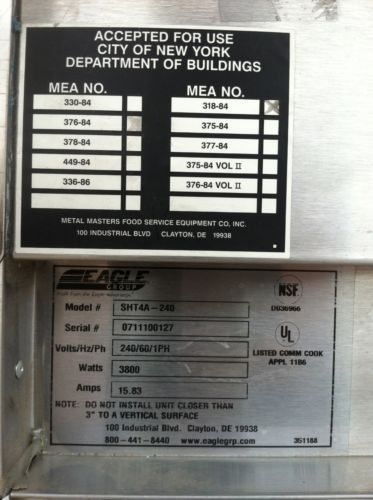 ACCEPTED FOR USE
CITY OF NEW YORK
DEPARTMENT OF BUILDINGS
MEA NO. MEA NO.
330-84 318-84
376-84 375-84
378-84 377-84
449-84 375-84 VOL II
336-86 376-84 VOL II
METAL MASTERS FOOD SERVICE EQUIPMENT CO, INC.
100 INDUSTRIAL BLVD CLAYTON, DE 19938
EAGLE
GROUP
Profit from the Eagle Advantage
NSF
Model # SHT4A-240 D036966
Serial # 0711100127
UL
Volts/Hz/Ph 240/60/1PH
LISTED COMM COOK
APPL 1186
Watts 3800
Amps 15.83
NOTE: DO NOT INSTALL UNIT CLOSER THAN
3" TO A VERTICAL SURFACE
100 Industrial Blvd. Clayton, DE 19938
800-441-8440 www.eaglegrp.com 351188